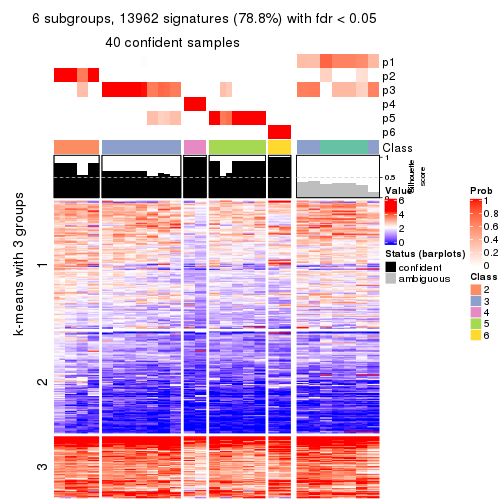 6 subgroups, 13962 signatures (78.8%) with fdr < 0.05
40 confident samples
p1
p2
p3
p4
p5
p6
Class
1
0.5
0
Silhouette
score
k-means with 3 groups
1
2
3
Value
6
4
2
0
Status (barplots)
confident
ambiguous
Prob
1
0.8
0.6
0.4
0.2
0
Class
2
3
4
5
6